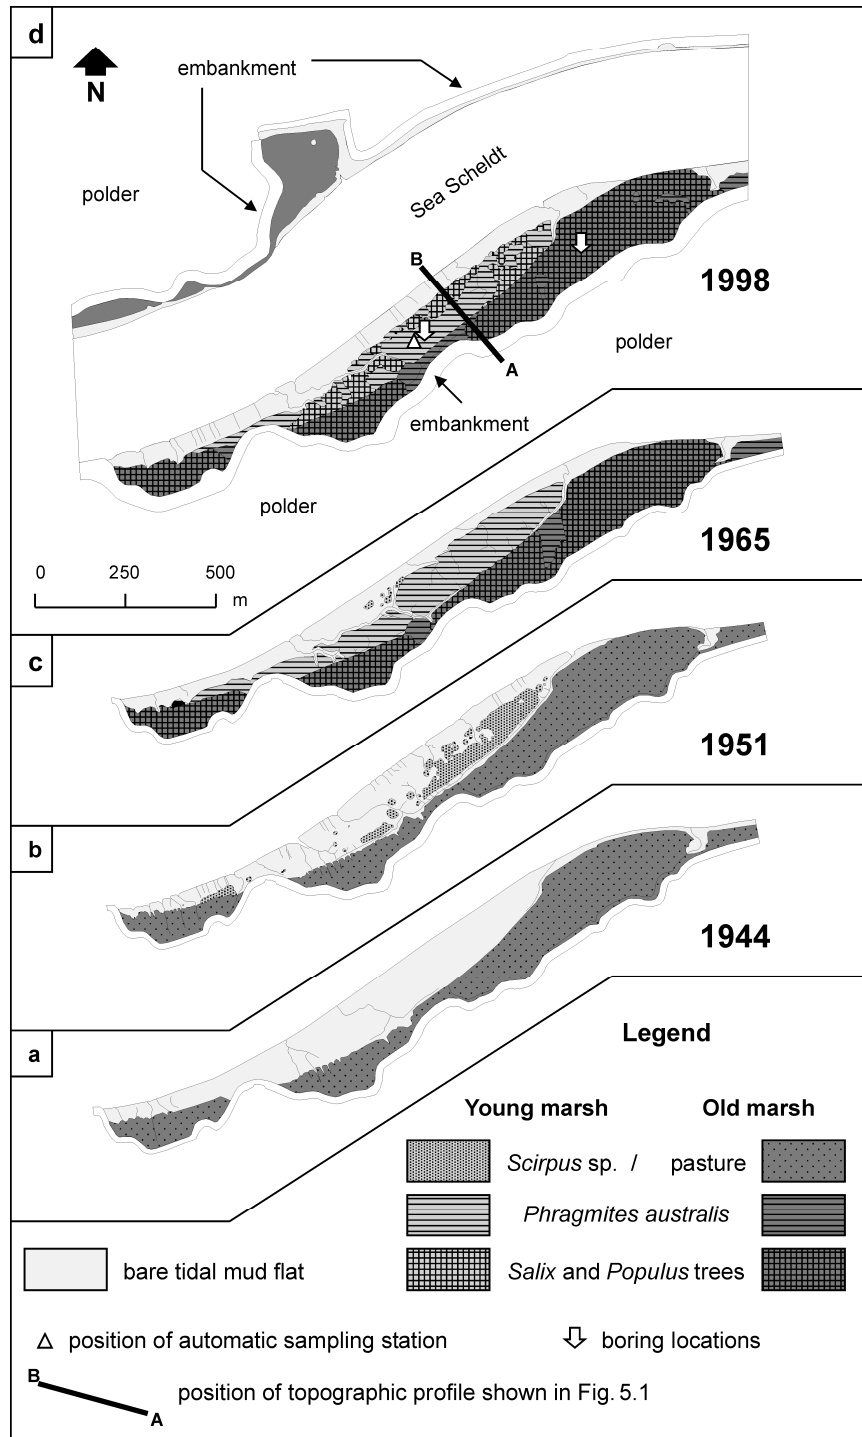 d
N
embankment
polder
Sea Scheldt
B
1998
A
polder
embankment
polder
0 250 500
m
1965
c
1951
b
1944
a
Legend
Young marsh Old marsh
Scirpus sp. / pasture
Phragmites australis
bare tidal mud flat
Salix and Populus trees
position of automatic sampling station
boring locations
B
A
position of topographic profile shown in Fig. 5.1